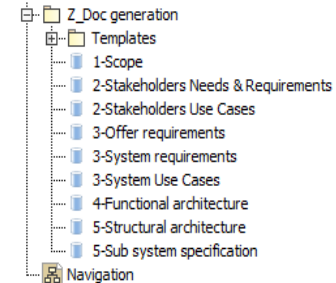 Z_Doc generation
Templates
1-Scope
2-Stakeholders Needs & Requirements
2-Stakeholders Use Cases
3-Offer requirements
3-System requirements
3-System Use Cases
4-Functional architecture
5-Structural architecture
5-Sub system specification
Navigation